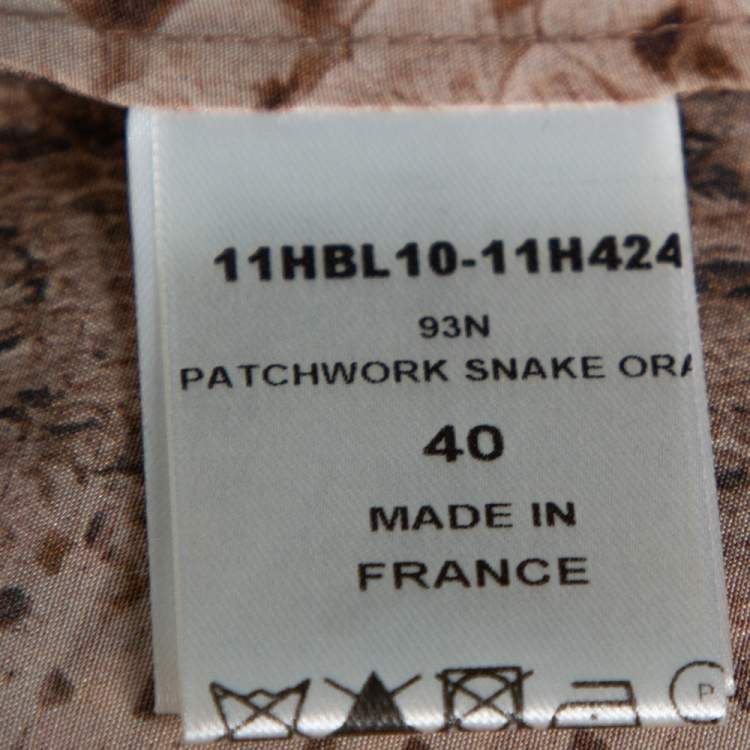 11HBL10-11H424
93N
PATCHWORK SNAKE ORA
40
MADE IN
FRANCE
P